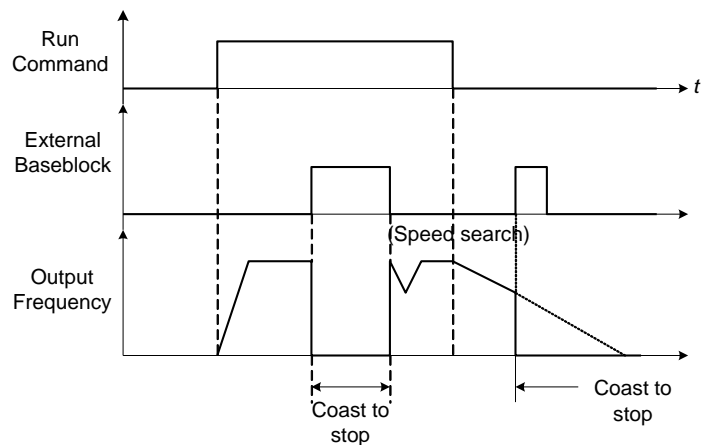 Run
Command
t
External
Baseblock
(Speed search)
Output
Frequency
Coast to
stop
Coast to
stop